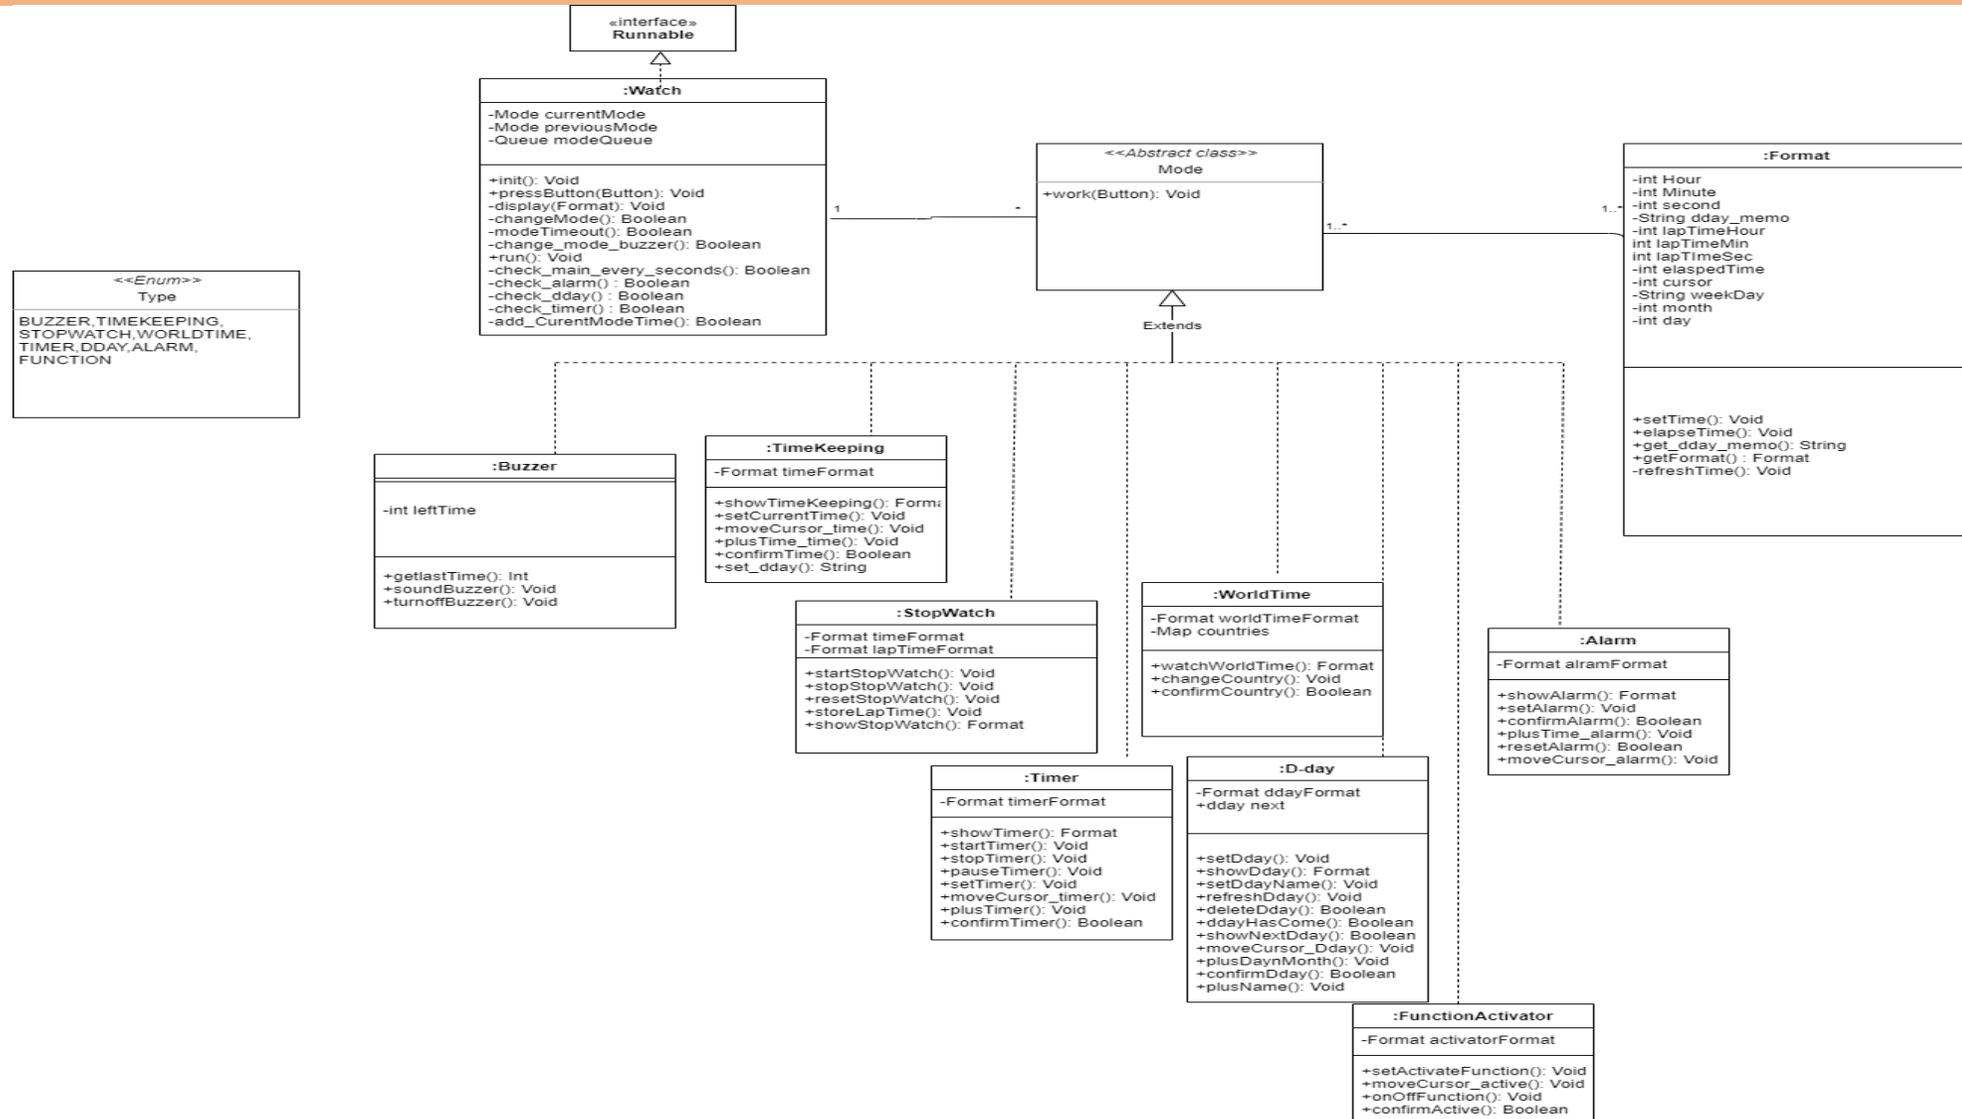 «interface»
Runnable
:Watch
-Mode currentMode
-Mode previousMode
-Queue modeQueue
+init(): Void
+pressButton(Button): Void
-display(Format): Void
-changeMode(): Boolean
-modeTimeout(): Boolean
-change_mode_buzzer(): Boolean
+run(): Void
-check_main_every_seconds(): Boolean
-check_alarm() : Boolean
-check_dday() : Boolean
-check_timer() : Boolean
-add_CurentModeTime(): Boolean
1
*
<<Abstract class>>
Mode
+work(Button): Void
1..*
1..*
:Format
-int Hour
-int Minute
-int second
-String dday_memo
-int lapTimeHour
int lapTimeMin
int lapTImeSec
-int elaspedTime
-int cursor
-String weekDay
-int month
-int day
+setTime(): Void
+elapseTime(): Void
+get_dday_memo(): String
+getFormat() : Format
-refreshTime(): Void
<<Enum>>
Type
BUZZER,TIMEKEEPING,
STOPWATCH,WORLDTIME,
TIMER,DDAY,ALARM,
FUNCTION
Extends
:Buzzer
-int leftTime
+getlastTime(): Int
+soundBuzzer(): Void
+turnoffBuzzer(): Void
:TimeKeeping
-Format timeFormat
+showTimeKeeping(): Forma
+setCurrentTime(): Void
+moveCursor_time(): Void
+plusTime_time(): Void
+confirmTime(): Boolean
+set_dday(): String
:StopWatch
-Format timeFormat
-Format lapTimeFormat
+startStopWatch(): Void
+stopStopWatch(): Void
+resetStopWatch(): Void
+storeLapTime(): Void
+showStopWatch(): Format
:WorldTime
-Format worldTimeFormat
-Map countries
+watchWorldTime(): Format
+changeCountry(): Void
+confirmCountry(): Boolean
:Alarm
-Format alramFormat
+showAlarm(): Format
+setAlarm(): Void
+confirmAlarm(): Boolean
+plusTime_alarm(): Void
+resetAlarm(): Boolean
+moveCursor_alarm(): Void
:Timer
-Format timerFormat
+showTimer(): Format
+startTimer(): Void
+stopTimer(): Void
+pauseTimer(): Void
+setTimer(): Void
+moveCursor_timer(): Void
+plusTimer(): Void
+confirmTimer(): Boolean
:D-day
-Format ddayFormat
+dday next
+setDday(): Void
+showDday(): Format
+setDdayName(): Void
+refreshDday(): Void
+deleteDday(): Boolean
+ddayHasCome(): Boolean
+showNextDday(): Boolean
+moveCursor_Dday(): Void
+plusDaynMonth(): Void
+confirmDday(): Boolean
+plusName(): Void
:FunctionActivator
-Format activatorFormat
+setActivateFunction(): Void
+moveCursor_active(): Void
+onOffFunction(): Void
+confirmActive(): Boolean